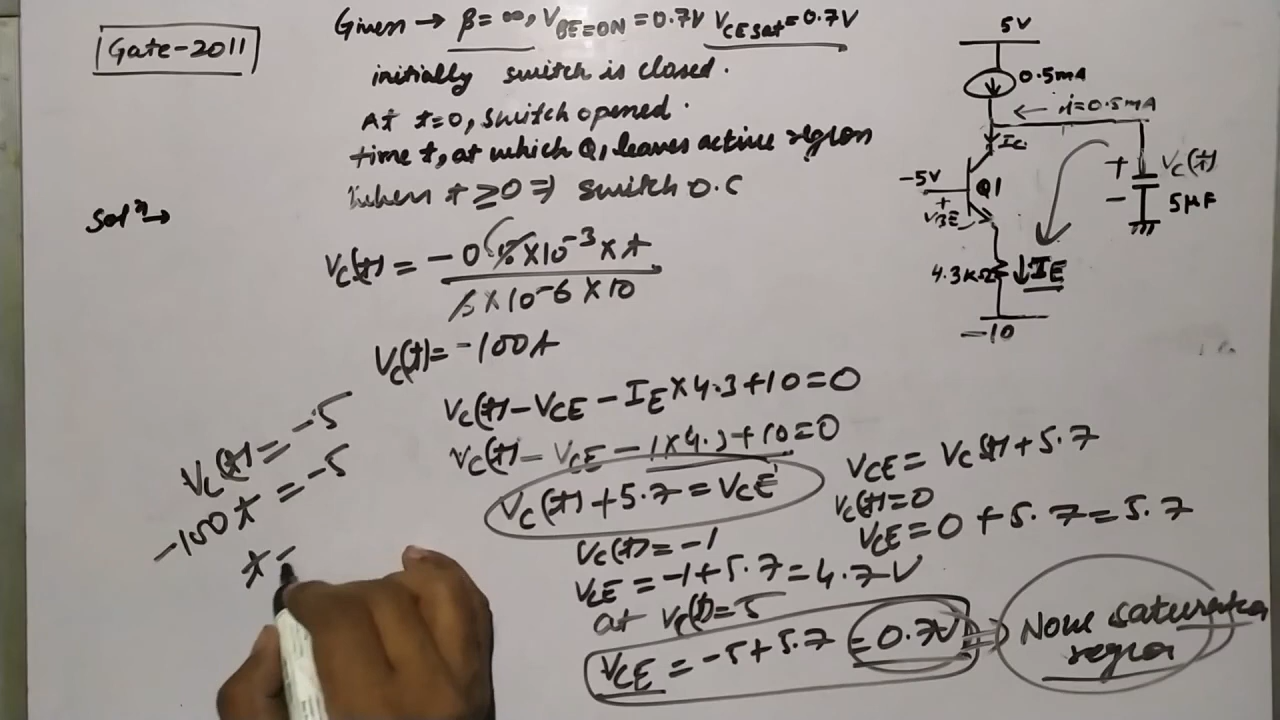 Gate-2011
Given → β = ∞, VBE=ON = 0.7V VCE sat = 0.7V
initially switch is closed.
At t=0, switch opened.
time t, at which Q1 leaves active region
When t ≥ 0 ⇒ switch O.C
Sol^n →
Vc(t) = -0.5×10^-3 × t
5×10^-6 × 10
Vc(t) = -100t
Vc(t) - VCE - IE×4.3+10=0
Vc(t) - VCE - 1×4.3+10=0
Vc(t) + 5.7 = VCE
Vc(t) = -1
VCE = -1+5.7 = 4.7V
at Vc(t) = 5
VCE = -5+5.7 = 0.7V ⇒
VCE = Vc(t) + 5.7
Vc(t) = 0
VCE = 0 + 5.7 = 5.7
Now saturation
region
Vc(t) = -5
-100t = -5
t =
5V
0.5mA
← i=0.5mA
Ic
-5V
Q1
+
VBE -
4.3kΩ
↓IE
-10
+
-
Vc(t)
5μF